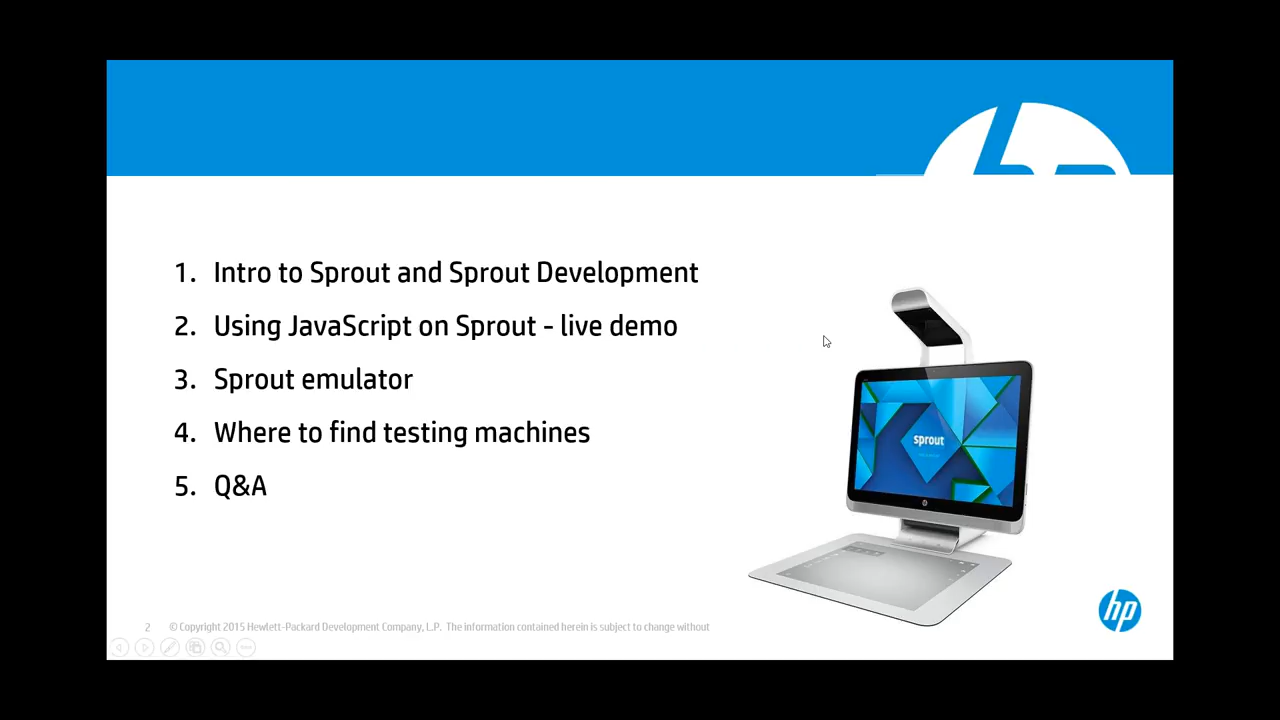 hp
1. Intro to Sprout and Sprout Development
2. Using JavaScript on Sprout - live demo
3. Sprout emulator
4. Where to find testing machines
5. Q&A
sprout
hp
2 © Copyright 2015 Hewlett-Packard Development Company, L.P. The information contained herein is subject to change without